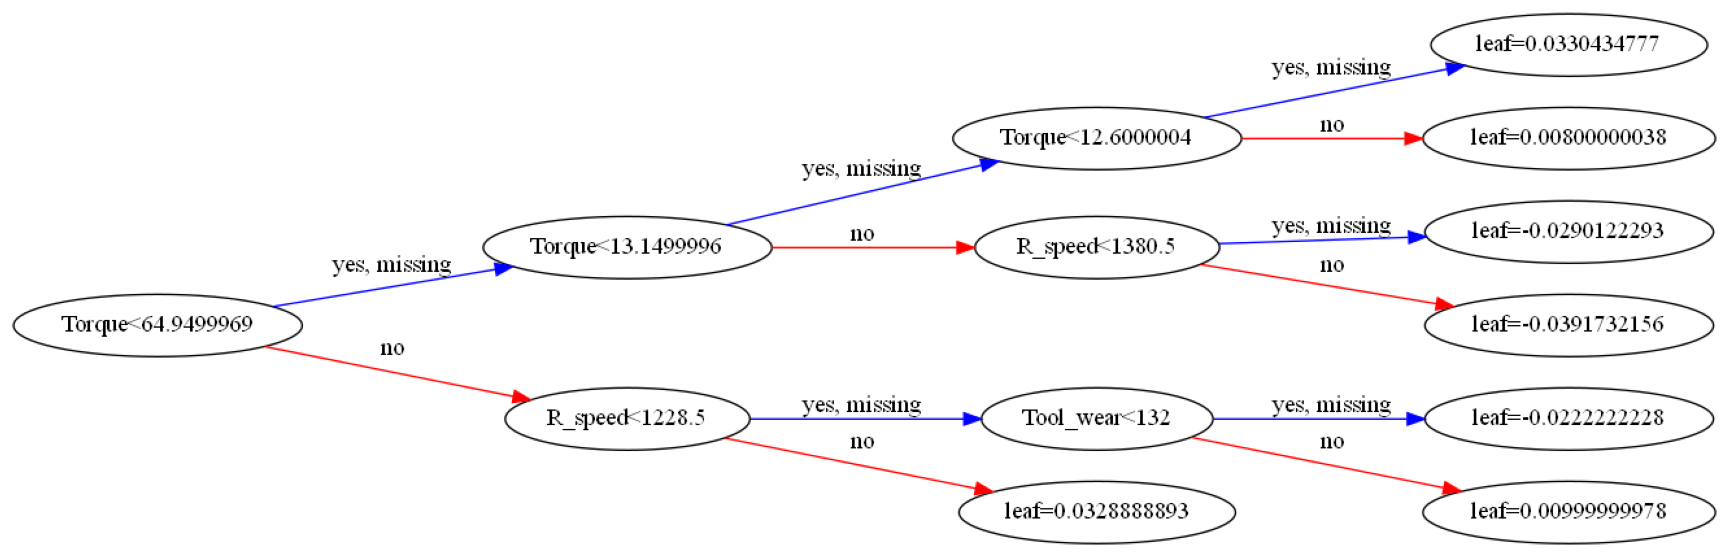 leaf=0.0330434777
yes, missing
Torque<12.6000004
no
leaf=0.00800000038
yes, missing
Torque<13.1499996
no
R_speed<1380.5
yes, missing
leaf=-0.0290122293
no
leaf=-0.0391732156
yes, missing
Torque<64.9499969
no
R_speed<1228.5
yes, missing
Tool_wear<132
yes, missing
leaf=-0.0222222228
no
leaf=0.0328888893
no
leaf=0.00999999978